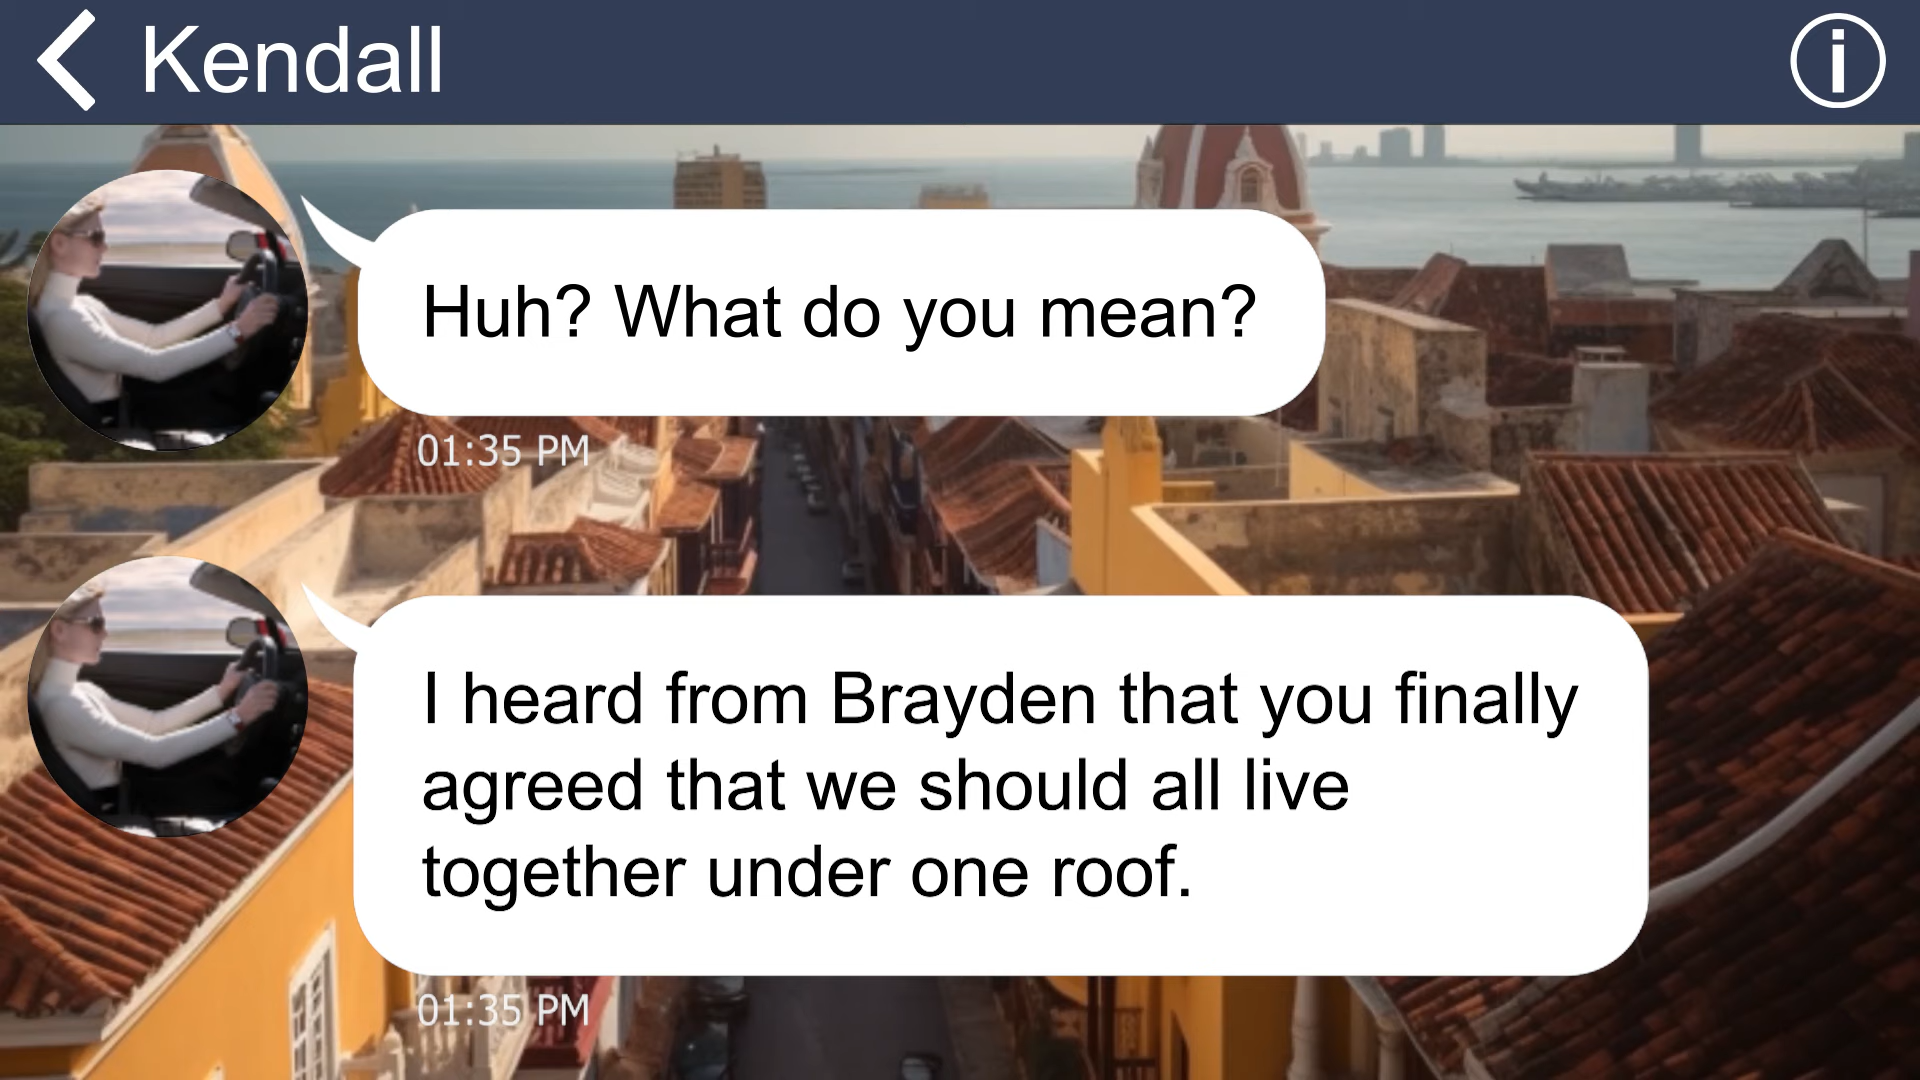 Kendall
Huh? What do you mean?
01:35 PM
I heard from Brayden that you finally
agreed that we should all live
together under one roof.
01:35 PM